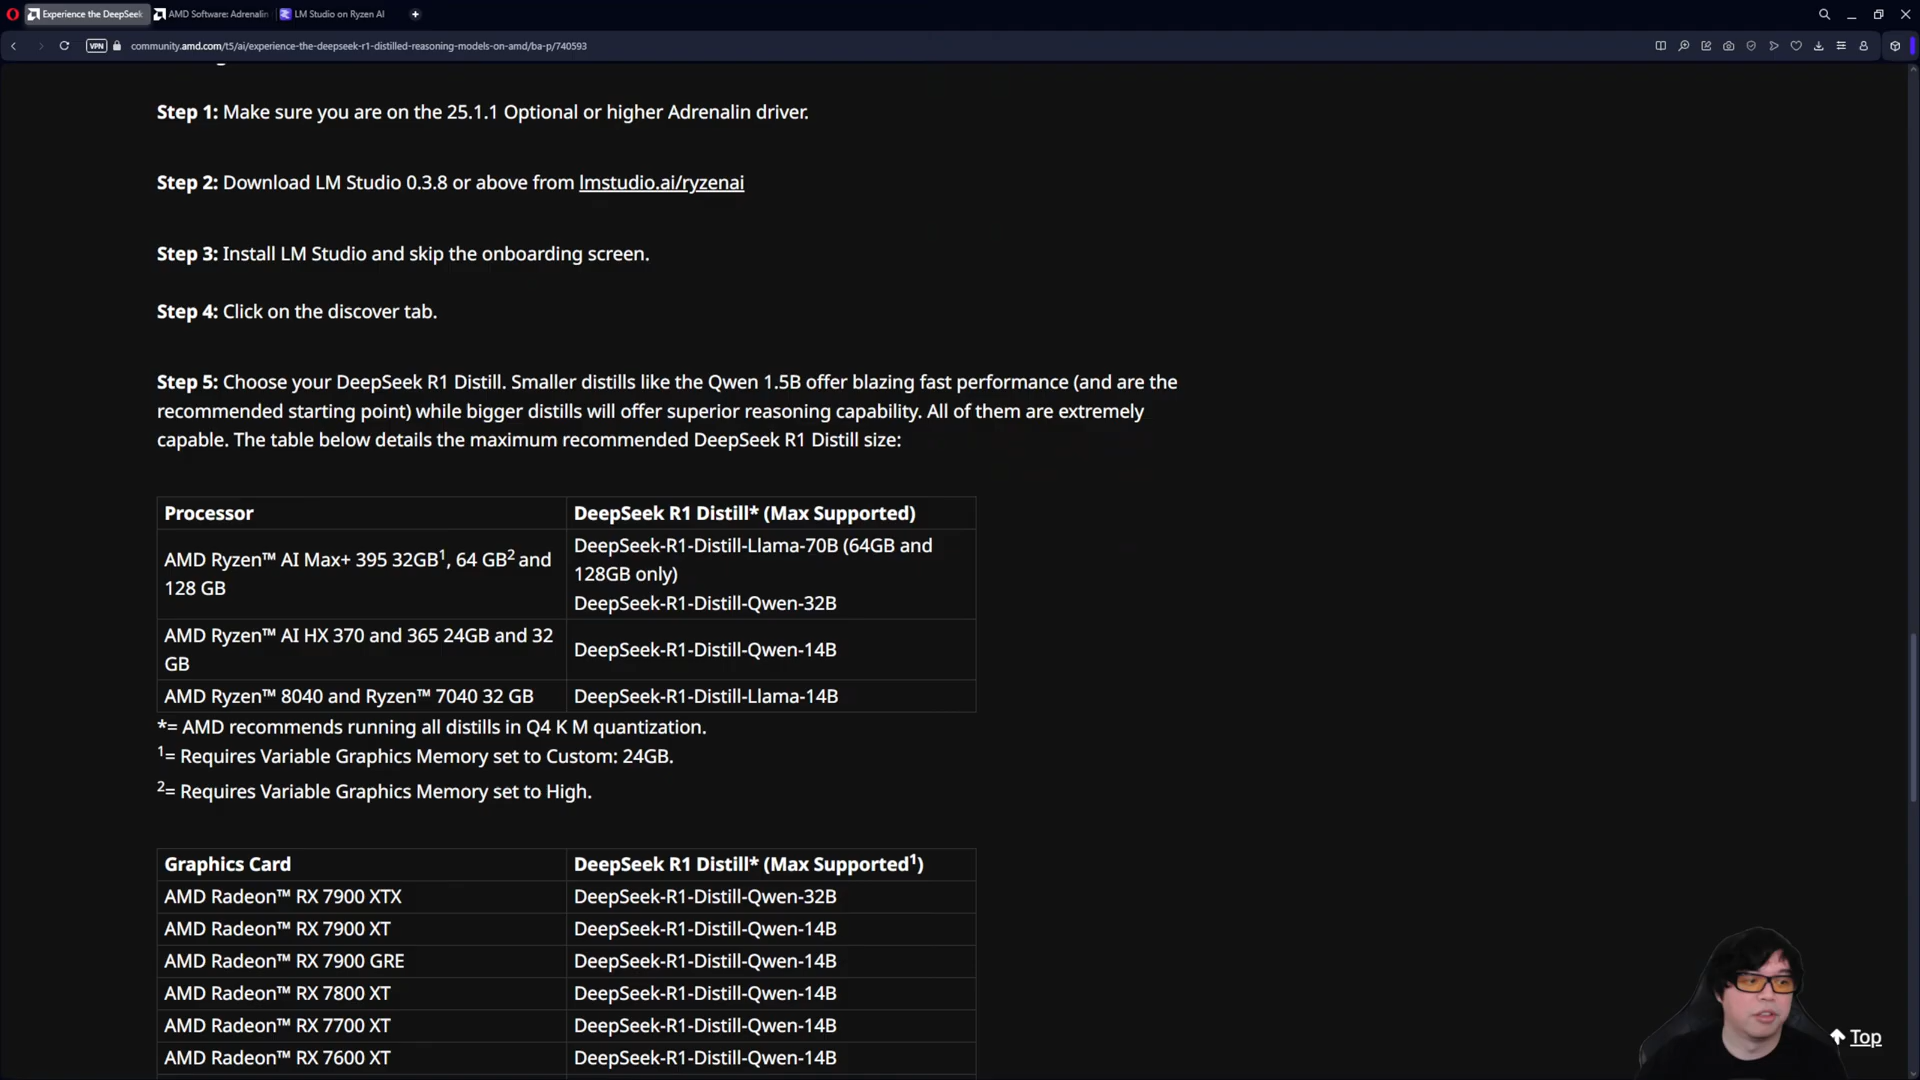 Experience the DeepSeek
AMD Software: Adrenalin
LM Studio on Ryzen AI
VPN
community.amd.com/t5/ai/experience-the-deepseek-r1-distilled-reasoning-models-on-amd/ba-p/740593
Step 1: Make sure you are on the 25.1.1 Optional or higher Adrenalin driver.
Step 2: Download LM Studio 0.3.8 or above from lmstudio.ai/ryzenai
Step 3: Install LM Studio and skip the onboarding screen.
Step 4: Click on the discover tab.
Step 5: Choose your DeepSeek R1 Distill. Smaller distills like the Qwen 1.5B offer blazing fast performance (and are the
recommended starting point) while bigger distills will offer superior reasoning capability. All of them are extremely
capable. The table below details the maximum recommended DeepSeek R1 Distill size:
Processor
DeepSeek R1 Distill* (Max Supported)
AMD Ryzen™ AI Max+ 395 32GB¹, 64 GB² and
128 GB
DeepSeek-R1-Distill-Llama-70B (64GB and
128GB only)
DeepSeek-R1-Distill-Qwen-32B
AMD Ryzen™ AI HX 370 and 365 24GB and 32
GB
DeepSeek-R1-Distill-Qwen-14B
AMD Ryzen™ 8040 and Ryzen™ 7040 32 GB
DeepSeek-R1-Distill-Llama-14B
*= AMD recommends running all distills in Q4 K M quantization.
¹= Requires Variable Graphics Memory set to Custom: 24GB.
²= Requires Variable Graphics Memory set to High.
Graphics Card
DeepSeek R1 Distill* (Max Supported¹)
AMD Radeon™ RX 7900 XTX
DeepSeek-R1-Distill-Qwen-32B
AMD Radeon™ RX 7900 XT
DeepSeek-R1-Distill-Qwen-14B
AMD Radeon™ RX 7900 GRE
DeepSeek-R1-Distill-Qwen-14B
AMD Radeon™ RX 7800 XT
DeepSeek-R1-Distill-Qwen-14B
AMD Radeon™ RX 7700 XT
DeepSeek-R1-Distill-Qwen-14B
AMD Radeon™ RX 7600 XT
DeepSeek-R1-Distill-Qwen-14B
Top